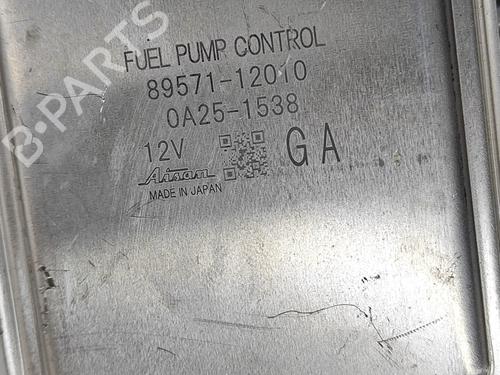 FUEL PUMP CONTROL
89571-12010
0A25-1538
12V
GA
Aisan
MADE IN JAPAN
B-PARTS